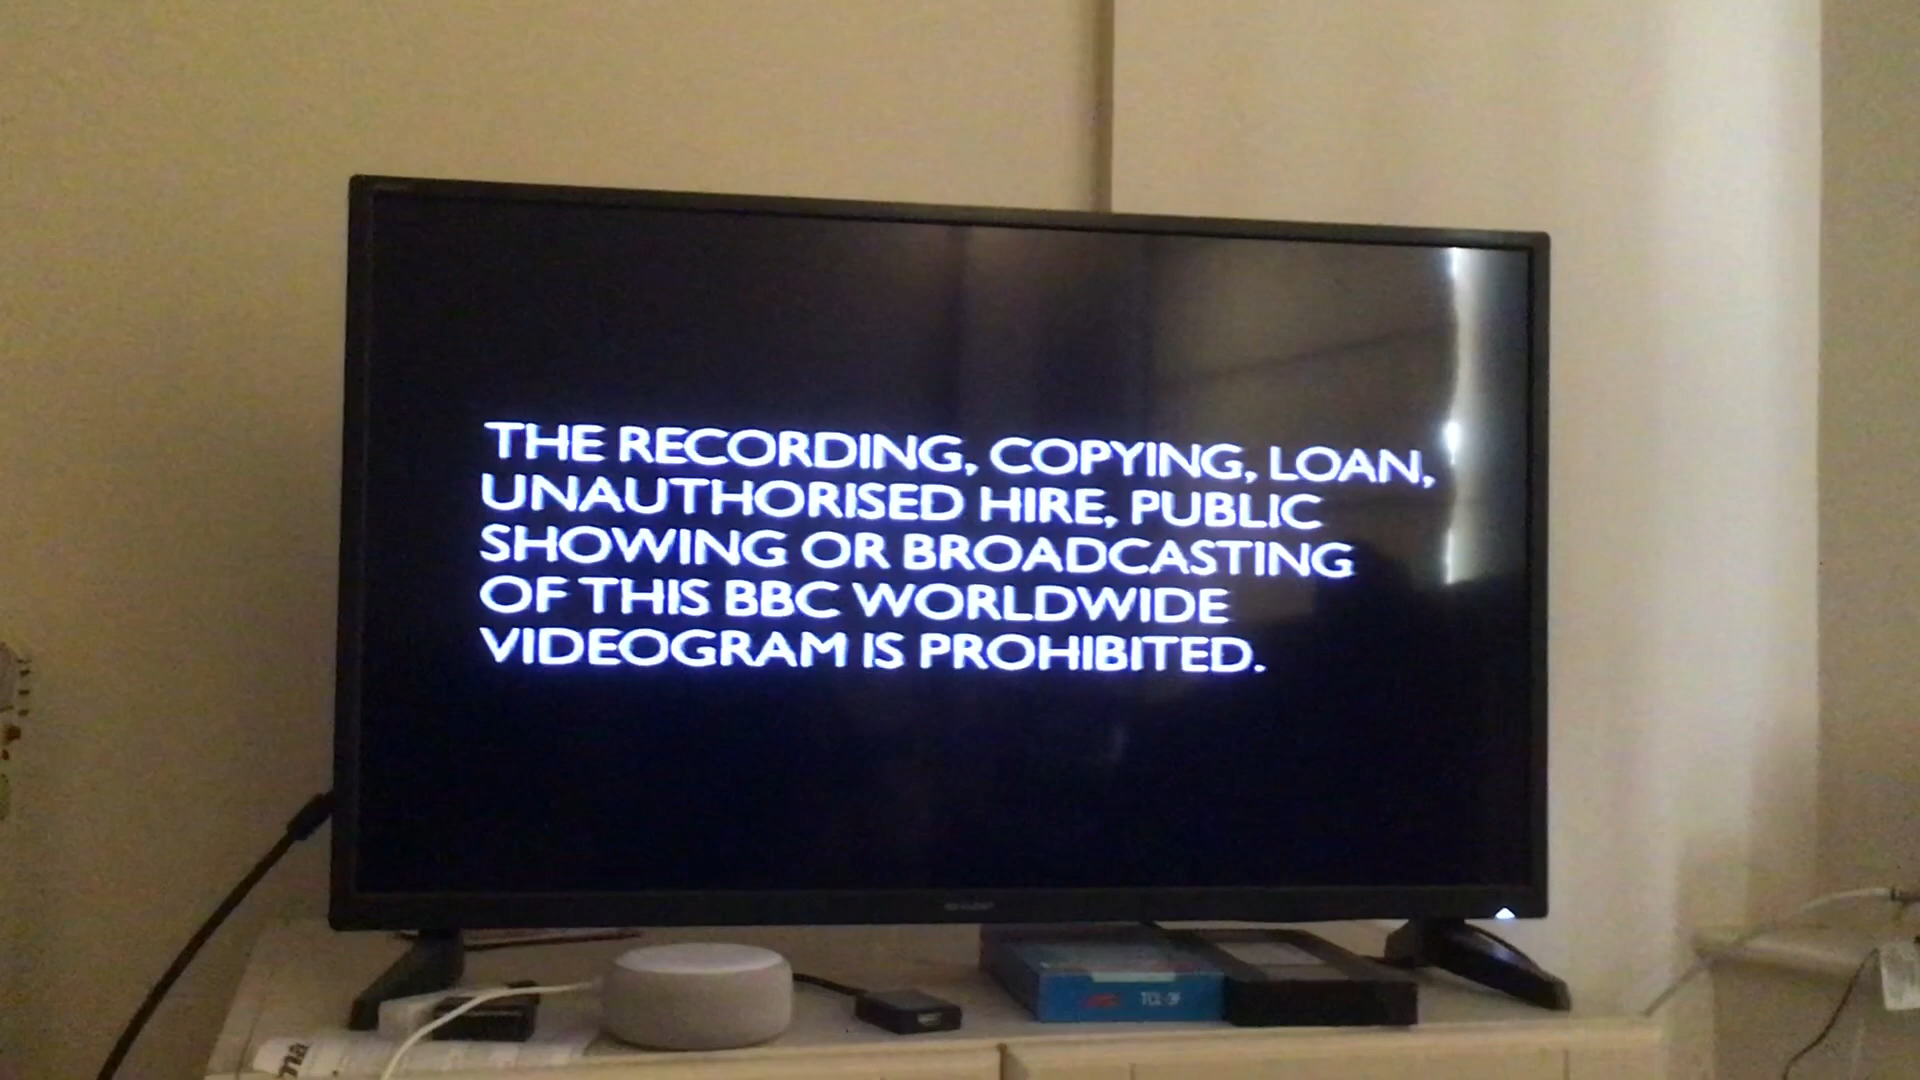 THE RECORDING, COPYING, LOAN,
UNAUTHORISED HIRE, PUBLIC
SHOWING OR BROADCASTING
OF THIS BBC WORLDWIDE
VIDEOGRAM IS PROHIBITED.